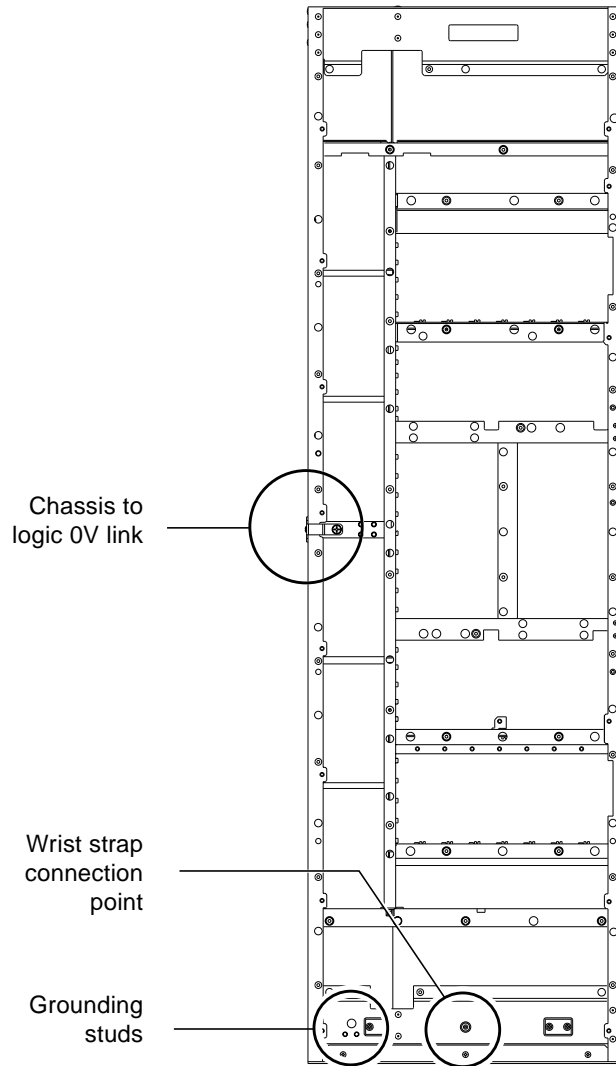 Chassis to
logic 0V link
Wrist strap
connection
point
Grounding
studs